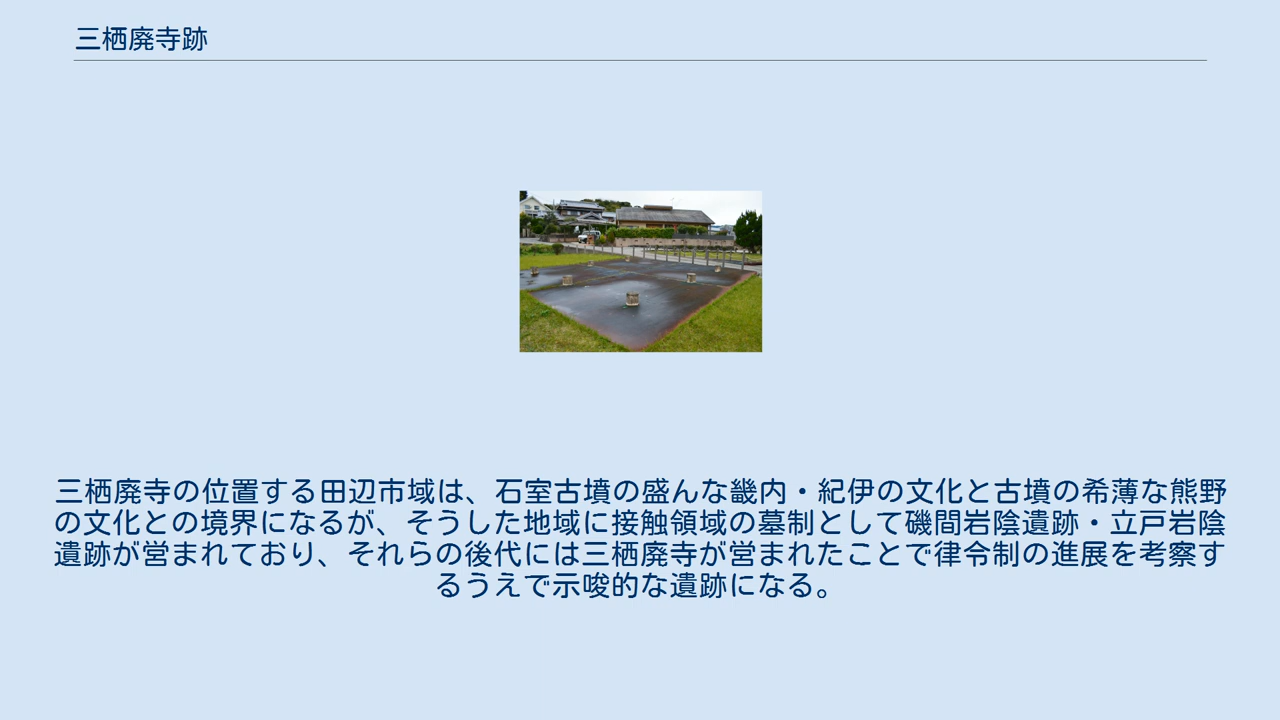 三栖廃寺跡
三栖廃寺の位置する田辺市域は、石室古墳の盛んな畿内・紀伊の文化と古墳の希薄な熊野
の文化との境界になるが、そうした地域に接触領域の墓制として磯間岩陰遺跡・立戸岩陰
遺跡が営まれており、それらの後代には三栖廃寺が営まれたことで律令制の進展を考察す
るうえで示唆的な遺跡になる。